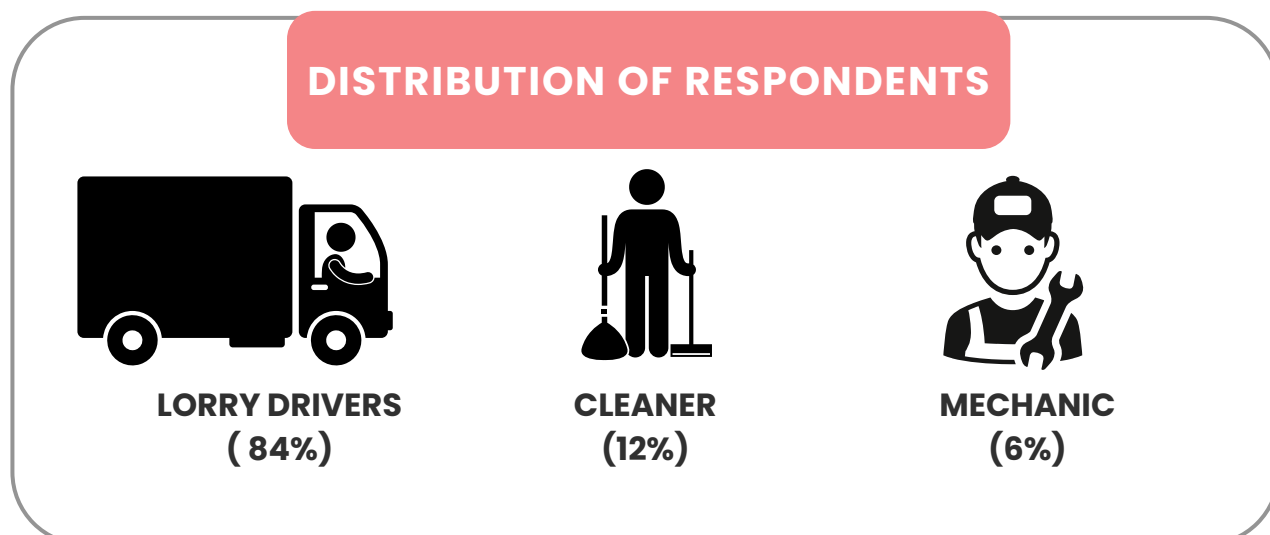 DISTRIBUTION OF RESPONDENTS
LORRY DRIVERS
( 84%)
CLEANER
(12%)
MECHANIC
(6%)